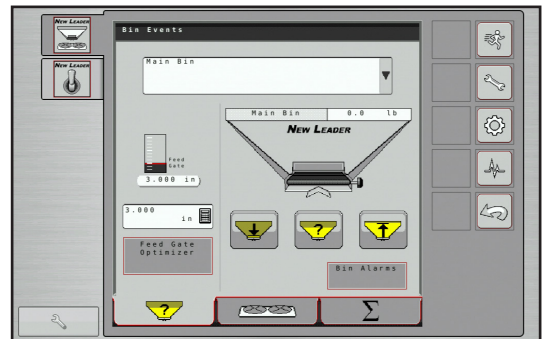 NEW LEADER
NEW LEADER
Bin Events
Main Bin
Main Bin 0.0 lb
NEW LEADER
Feed
Gate
3.000 in
3.000
in
?
Feed Gate
Optimizer
Bin Alarms
?
Σ